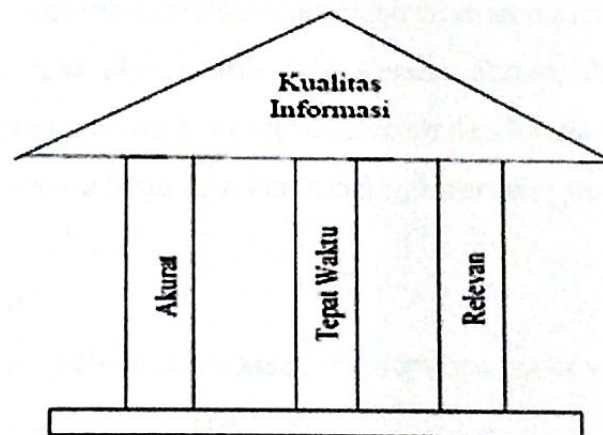 Kualitas
Informasi
Akurat
Tepat Waktu
Relevan